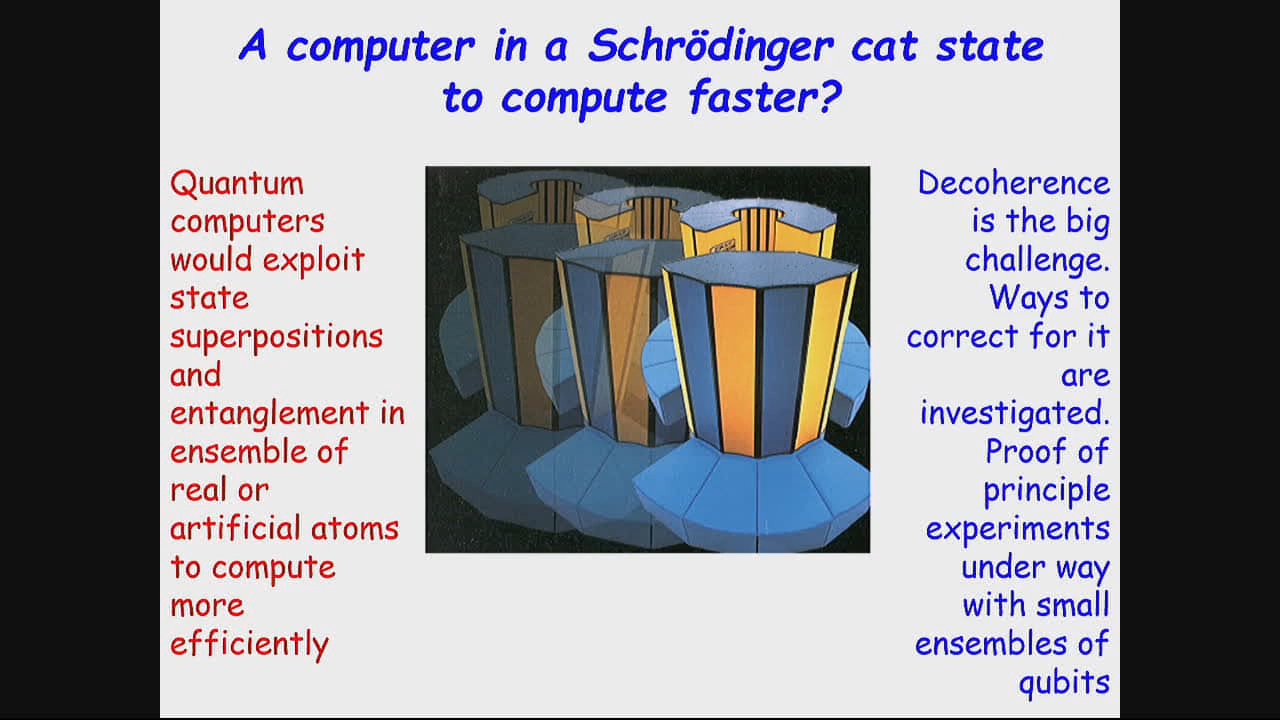 A computer in a Schrödinger cat state
to compute faster?
Quantum
computers
would exploit
state
superpositions
and
entanglement in
ensemble of
real or
artificial atoms
to compute
more
efficiently
Decoherence
is the big
challenge.
Ways to
correct for it
are
investigated.
Proof of
principle
experiments
under way
with small
ensembles of
qubits